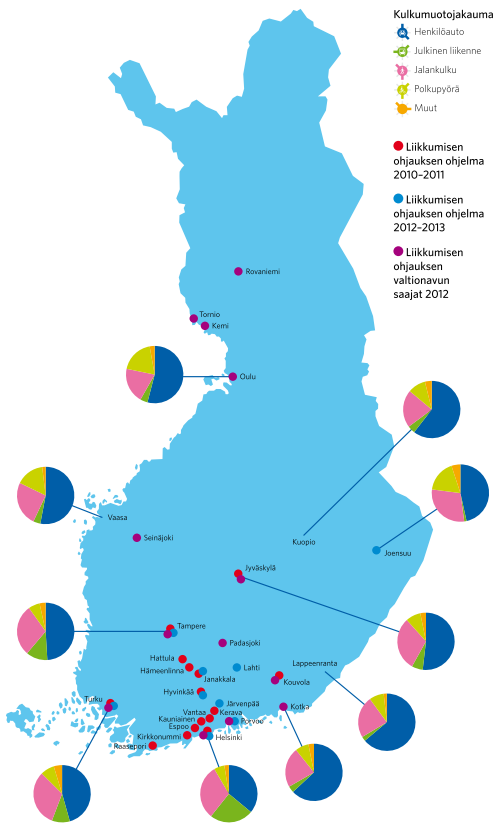 Kulkumuotojakauma
Henkilöauto
Julkinen liikenne
Jalankulku
Polkupyörä
Muut
Liikkumisen
ohjauksen ohjelma
2010–2011
Liikkumisen
ohjauksen ohjelma
2012–2013
Liikkumisen
ohjauksen
valtionavun
saajat 2012
Rovaniemi
Tornio
Kemi
Oulu
Vaasa
Seinäjoki
Kuopio
Joensuu
Jyväskylä
Tampere
Padasjoki
Hattula
Hämeenlinna
Lahti
Lappeenranta
Janakkala
Kouvola
Hyvinkää
Turku
Järvenpää
Vantaa
Kerava
Kotka
Kauniainen
Porvoo
Espoo
Kirkkonummi
Helsinki
Raasepori